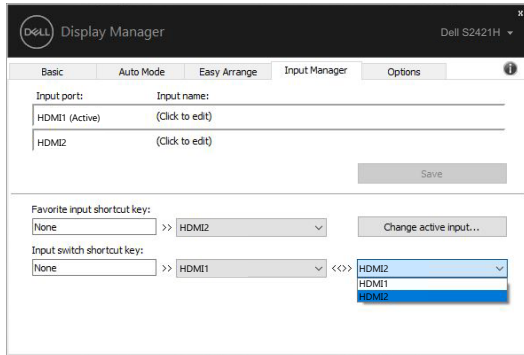 DELL Display Manager
Dell S2421H
Basic Auto Mode Easy Arrange Input Manager Options
Input port: Input name:
HDMI1 (Active) (Click to edit)
HDMI2 (Click to edit)
Save
Favorite input shortcut key:
None >> HDMI2 Change active input...
Input switch shortcut key:
None >> HDMI1 <<>> HDMI2
HDMI1
HDMI2